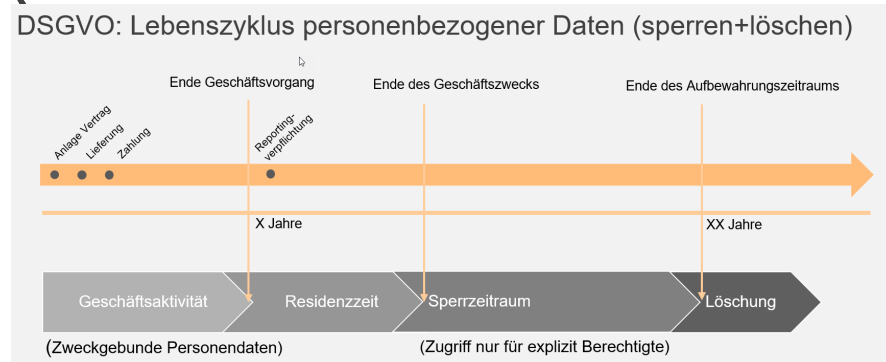 DSGVO: Lebenszyklus personenbezogener Daten (sperren+löschen)
Ende Geschäftsvorgang
Ende des Geschäftszwecks
Ende des Aufbewahrungszeitraums
Anlage Vertrag
Lieferung
Zahlung
Reporting-
verpflichtung
X Jahre
XX Jahre
Geschäftsaktivität
Residenzzeit
Sperrzeitraum
Löschung
(Zweckgebunde Personendaten)
(Zugriff nur für explizit Berechtigte)